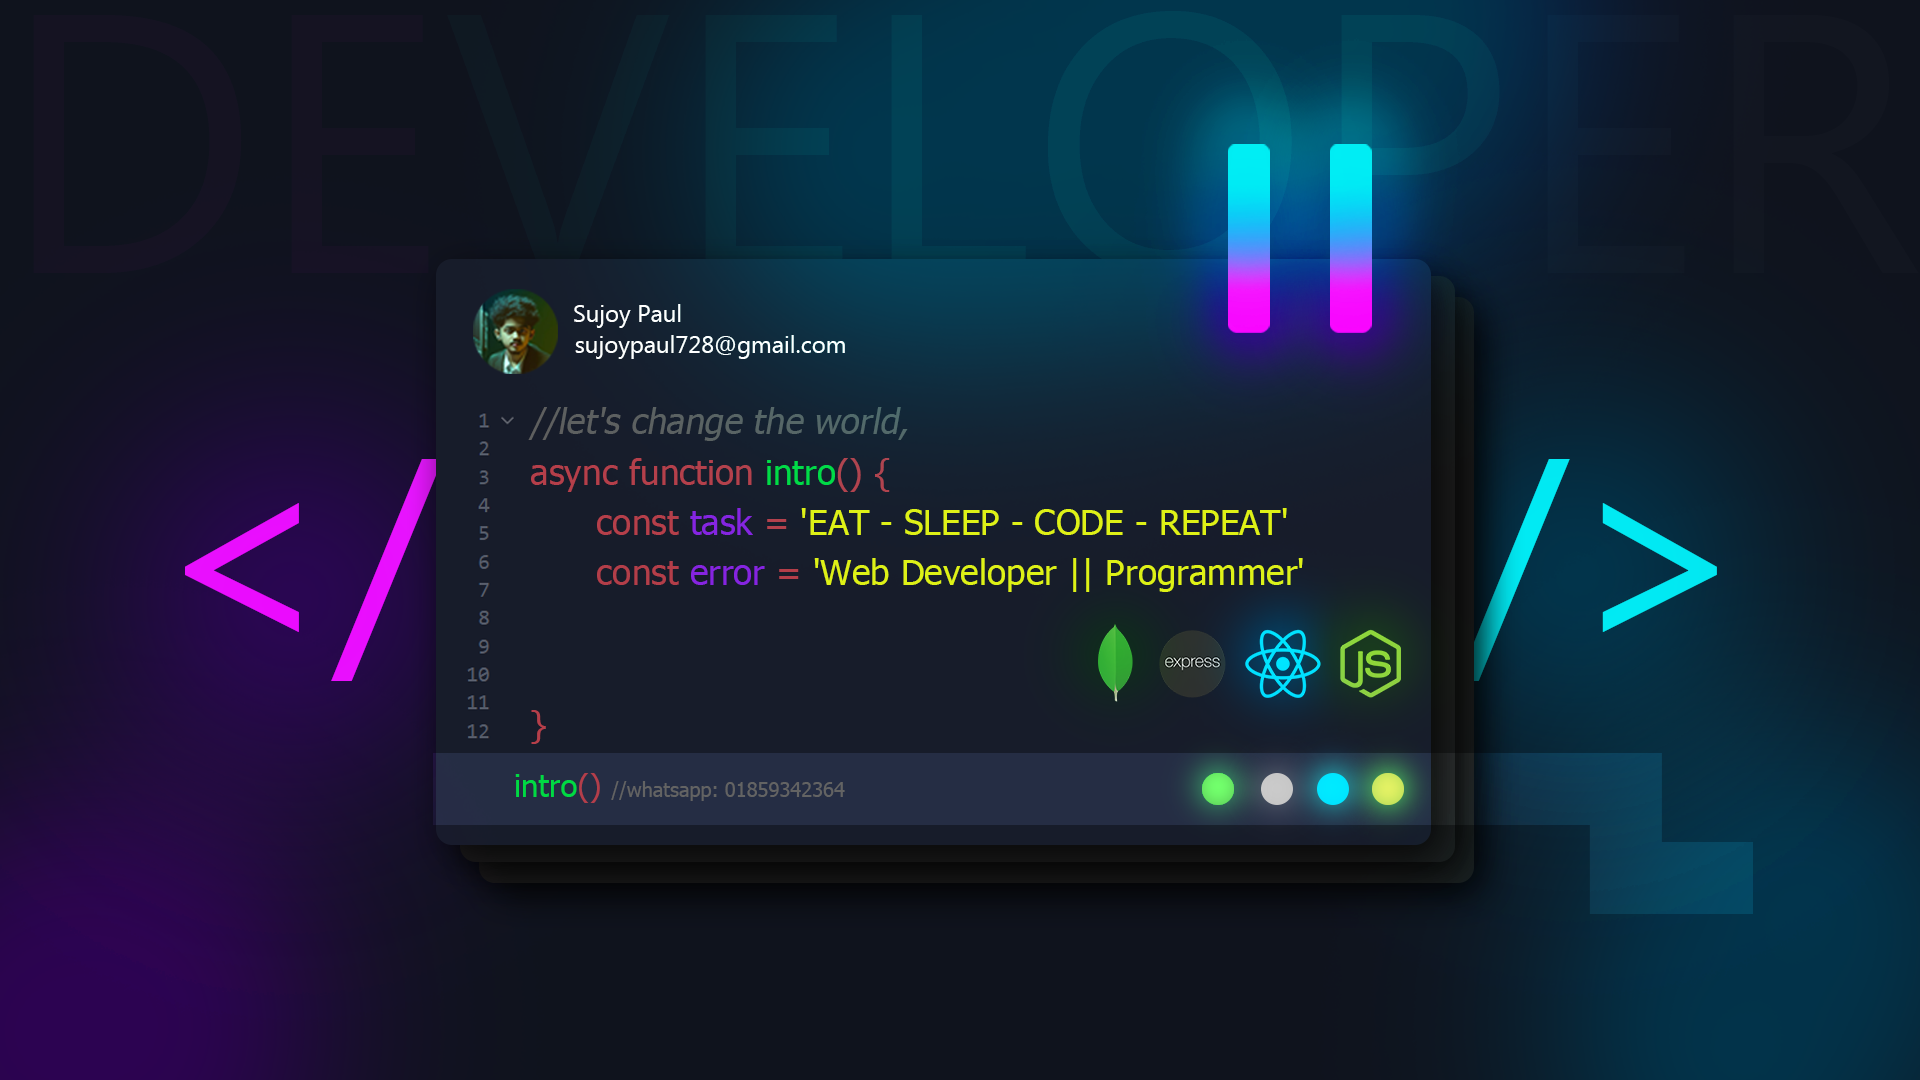 DEVELOPER
Sujoy Paul
sujoypaul728@gmail.com
1 //let's change the world,
2
3 async function intro() {
4 const task = 'EAT - SLEEP - CODE - REPEAT'
5
6 const error = 'Web Developer || Programmer'
7
8
9 express JS
10
11
12 }
intro() //whatsapp: 01859342364
</ />